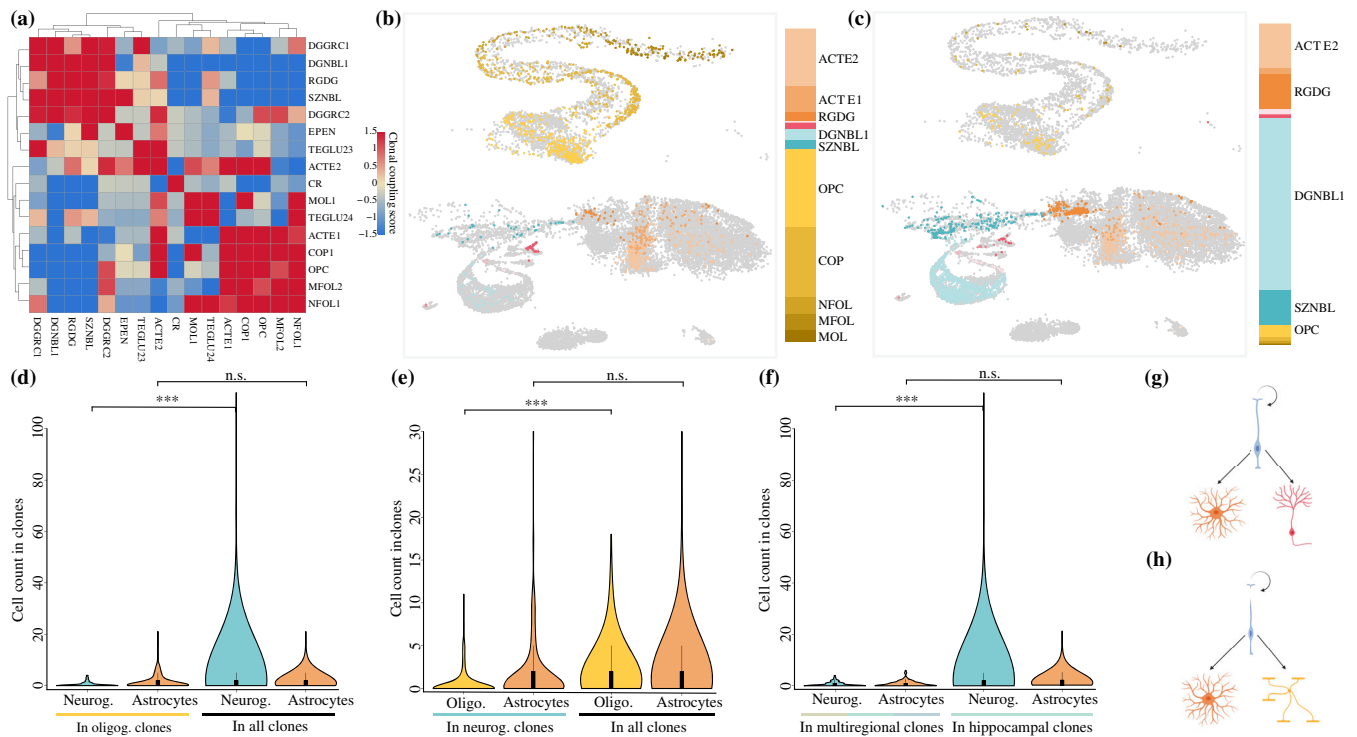 (a)
DGGRC1
DGNBL1
RGDG
SZNBL
DGGRC2
EPEN
TEGLU23
ACTE2
CR
MOL1
TEGLU24
ACTE1
COP1
OPC
MFOL2
NFOL1
DGGRC1
DGNBL1
RGDG
SZNBL
DGGRC2
EPEN
TEGLU23
ACTE2
CR
MOL1
TEGLU24
ACTE1
COP1
OPC
MFOL2
NFOL1
1.5
1
0.5
0
−0.5
−1
−1.5
Clonal coupling score
(b)
ACTE2
ACT E1
RGDG
DGNBL1
SZNBL
OPC
COP
NFOL
MFOL
MOL
(c)
ACT E2
RGDG
DGNBL1
SZNBL
OPC
(d)
n.s.
***
Cell count in clones
100
80
60
40
20
0
Neurog. Astrocytes Neurog. Astrocytes
In oligog. clones In all clones
(e)
n.s.
***
Cell count in clones
30
25
20
15
10
5
0
Oligo. Astrocytes Oligo. Astrocytes
In neurog. clones In all clones
(f)
n.s.
***
Cell count in clones
100
80
60
40
20
0
Neurog. Astrocytes Neurog. Astrocytes
In multiregional clones In hippocampal clones
(g)
(h)